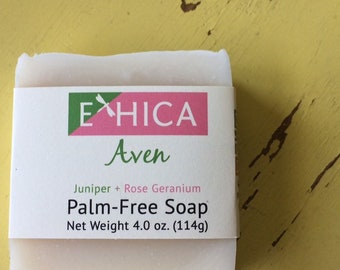 ETHICA
Aven
Juniper + Rose Geranium
Palm-Free Soap
Net Weight 4.0 oz. (114g)